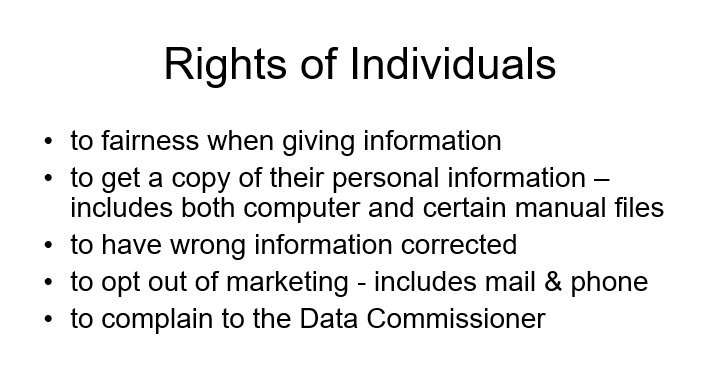 Rights of Individuals
• to fairness when giving information
• to get a copy of their personal information –
includes both computer and certain manual files
• to have wrong information corrected
• to opt out of marketing - includes mail & phone
• to complain to the Data Commissioner